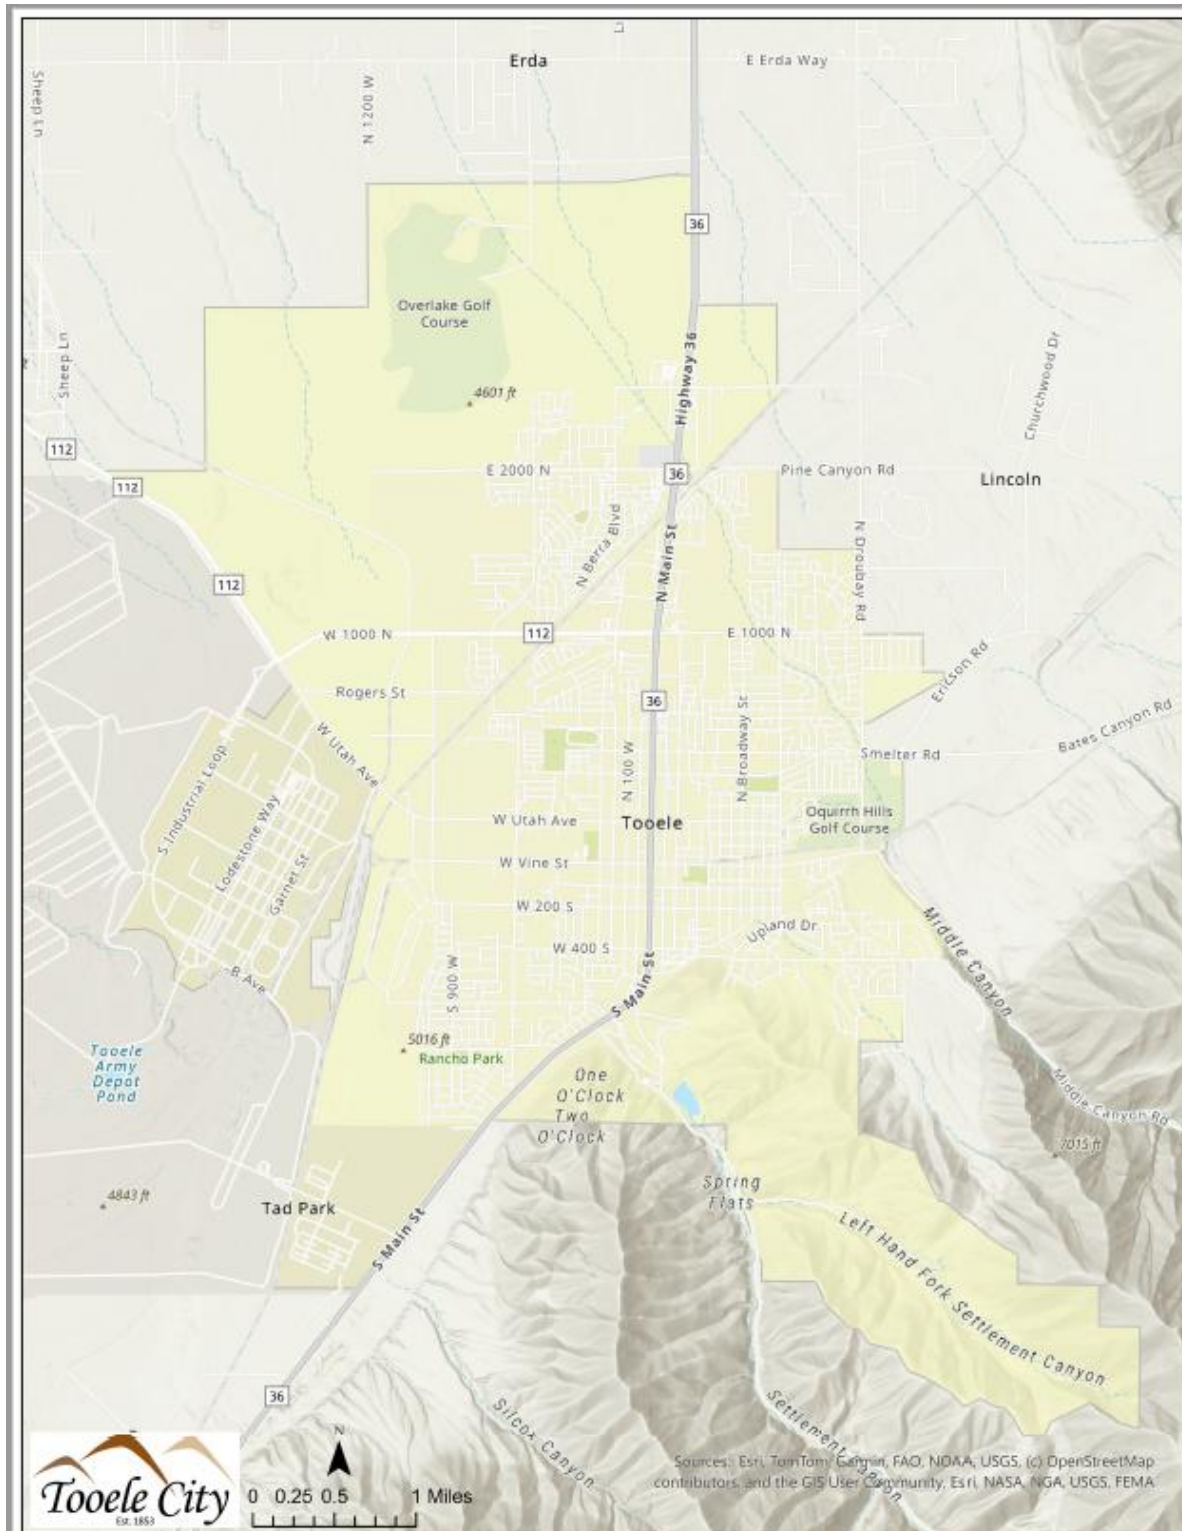 Erda
E Erda Way
Sheep Ln
N 1200 W
36
Overlake Golf
Course
Highway 36
Sheep Ln
4601 ft
Churchwood Dr
112
E 2000 N
36
Pine Canyon Rd
Lincoln
112
N Berra Blvd
N Main St
N Droubay Rd
112
W 1000 N
112
E 1000 N
Ericson Rd
Rogers St
36
N Broadway St
Bates Canyon Rd
W Utah Ave
N 100 W
Smelter Rd
S Industrial Loop
Lodestone Way
Garnet St
W Utah Ave
Tooele
Oquirrh Hills
Golf Course
W Vine St
W 200 S
Upland Dr
Middle Canyon
W 400 S
B Ave
S 900 W
S Main St
5016 ft
Rancho Park
Tooele
Army
Depot
Pond
One
O'Clock
Two
O'Clock
Middle Canyon Rd
7015 ft
Spring
Flats
4843 ft
Tad Park
S Main St
Left Hand Fork Settlement Canyon
36
Silcox Canyon
Settlement Canyon
N
Tooele City
Est. 1853
0 0.25 0.5 1 Miles
Sources: Esri, TomTom, Garmin, FAO, NOAA, USGS, (c) OpenStreetMap
contributors, and the GIS User Community, Esri, NASA, NGA, USGS, FEMA